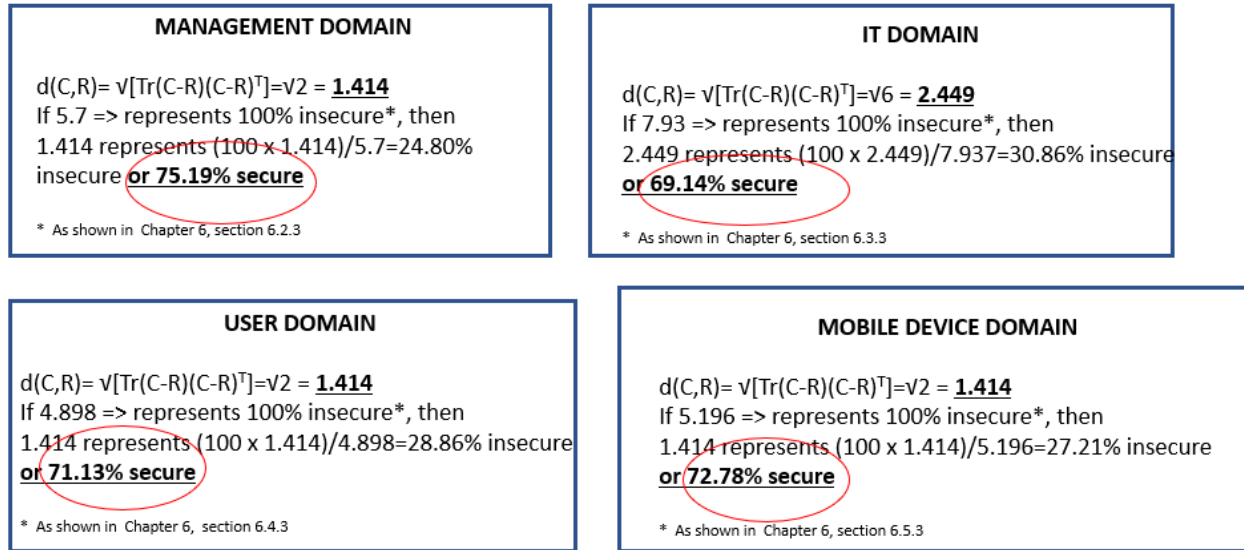 MANAGEMENT DOMAIN
d(C,R)= √[Tr(C-R)(C-R)ᵀ]=√2 = 1.414
If 5.7 => represents 100% insecure*, then
1.414 represents (100 x 1.414)/5.7=24.80%
insecure or 75.19% secure
* As shown in Chapter 6, section 6.2.3
IT DOMAIN
d(C,R)= √[Tr(C-R)(C-R)ᵀ]=√6 = 2.449
If 7.93 => represents 100% insecure*, then
2.449 represents (100 x 2.449)/7.937=30.86% insecure
or 69.14% secure
* As shown in Chapter 6, section 6.3.3
USER DOMAIN
d(C,R)= √[Tr(C-R)(C-R)ᵀ]=√2 = 1.414
If 4.898 => represents 100% insecure*, then
1.414 represents (100 x 1.414)/4.898=28.86% insecure
or 71.13% secure
* As shown in Chapter 6, section 6.4.3
MOBILE DEVICE DOMAIN
d(C,R)= √[Tr(C-R)(C-R)ᵀ]=√2 = 1.414
If 5.196 => represents 100% insecure*, then
1.414 represents (100 x 1.414)/5.196=27.21% insecure
or 72.78% secure
* As shown in Chapter 6, section 6.5.3